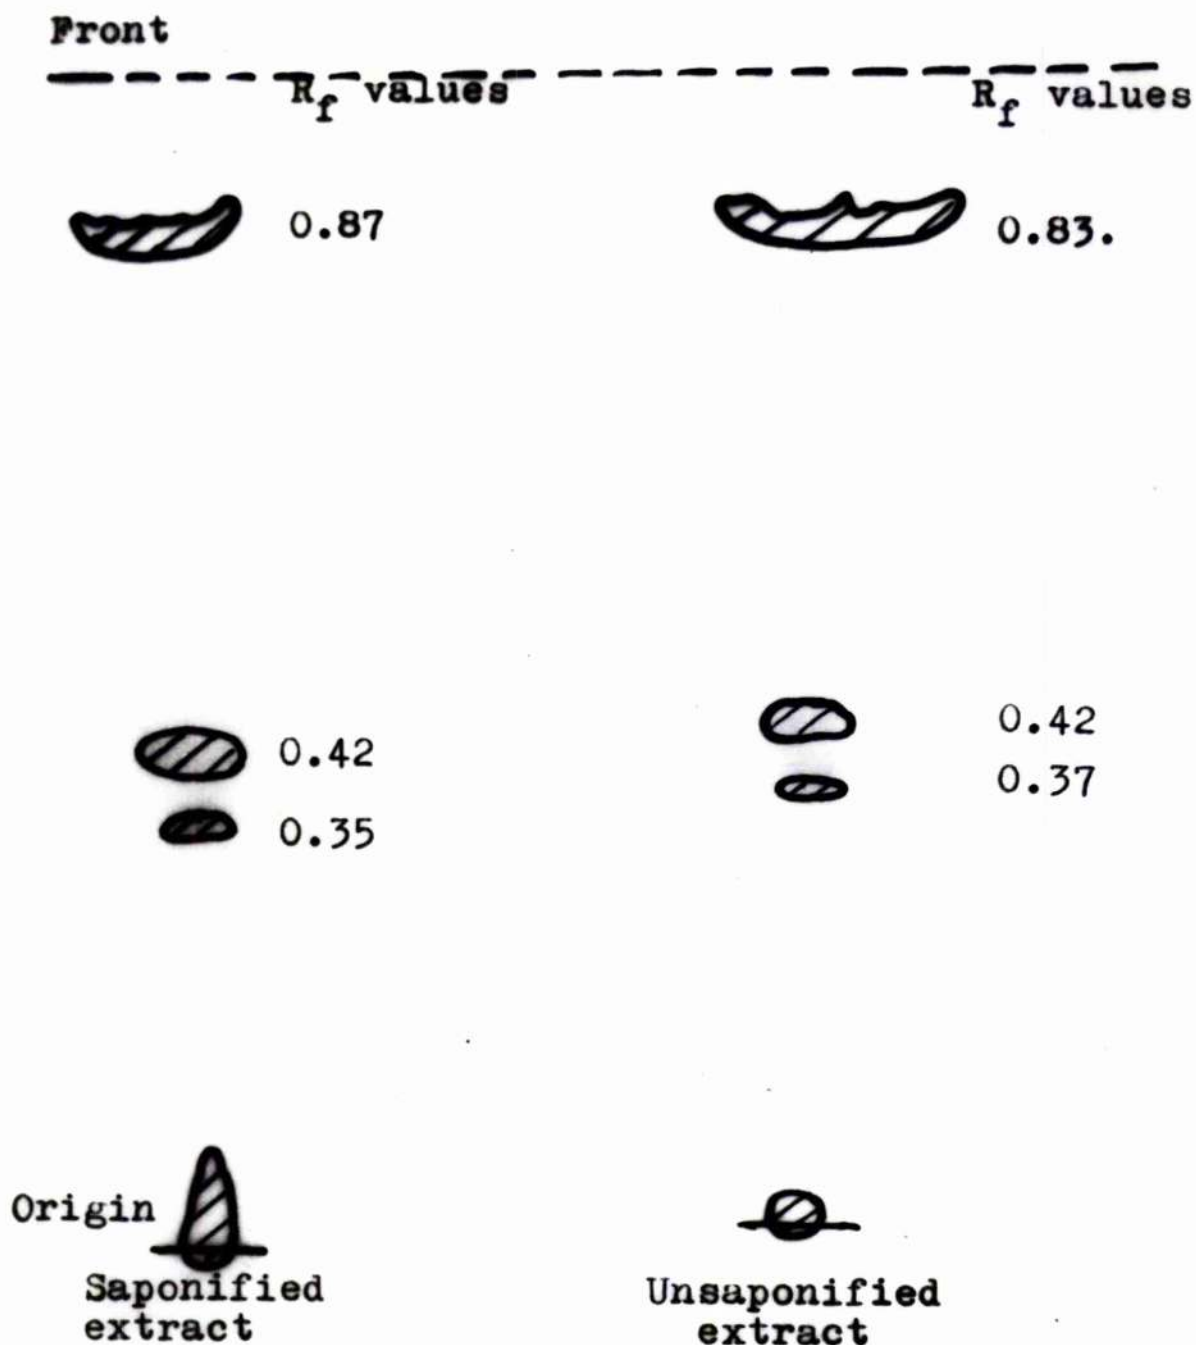 Front
Rf values Rf values
0.87 0.83.
0.42 0.42
0.37
0.35
Origin
Saponified Unsaponified
extract extract